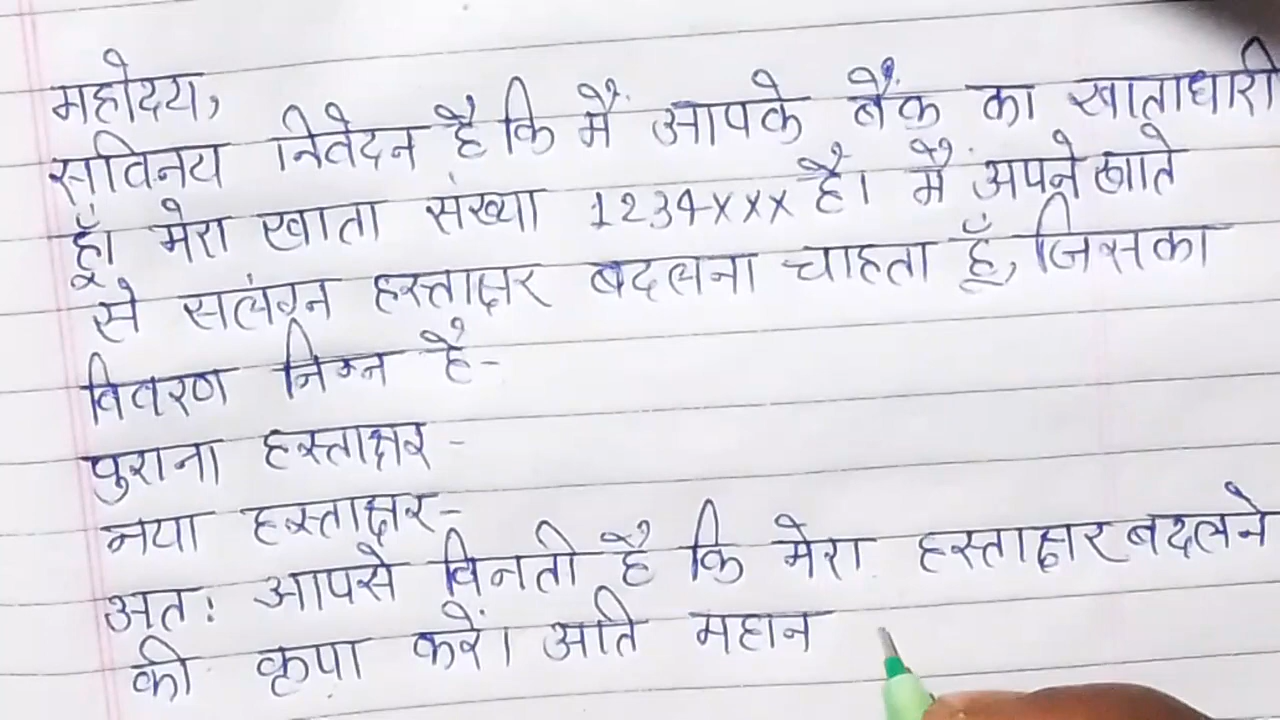 महोदय,
सविनय निवेदन है कि मैं आपके बैंक का खाताधारी
हूँ। मेरा खाता संख्या 1234xxx है। मैं अपने खाते
से सलंग्न हस्ताक्षर बदलना चाहता हूँ, जिसका
विवरण निम्न है-
पुराना हस्ताक्षर -
नया हस्ताक्षर-
अतः आपसे विनती है कि मेरा हस्ताक्षर बदलने
की कृपा करें। अति महान